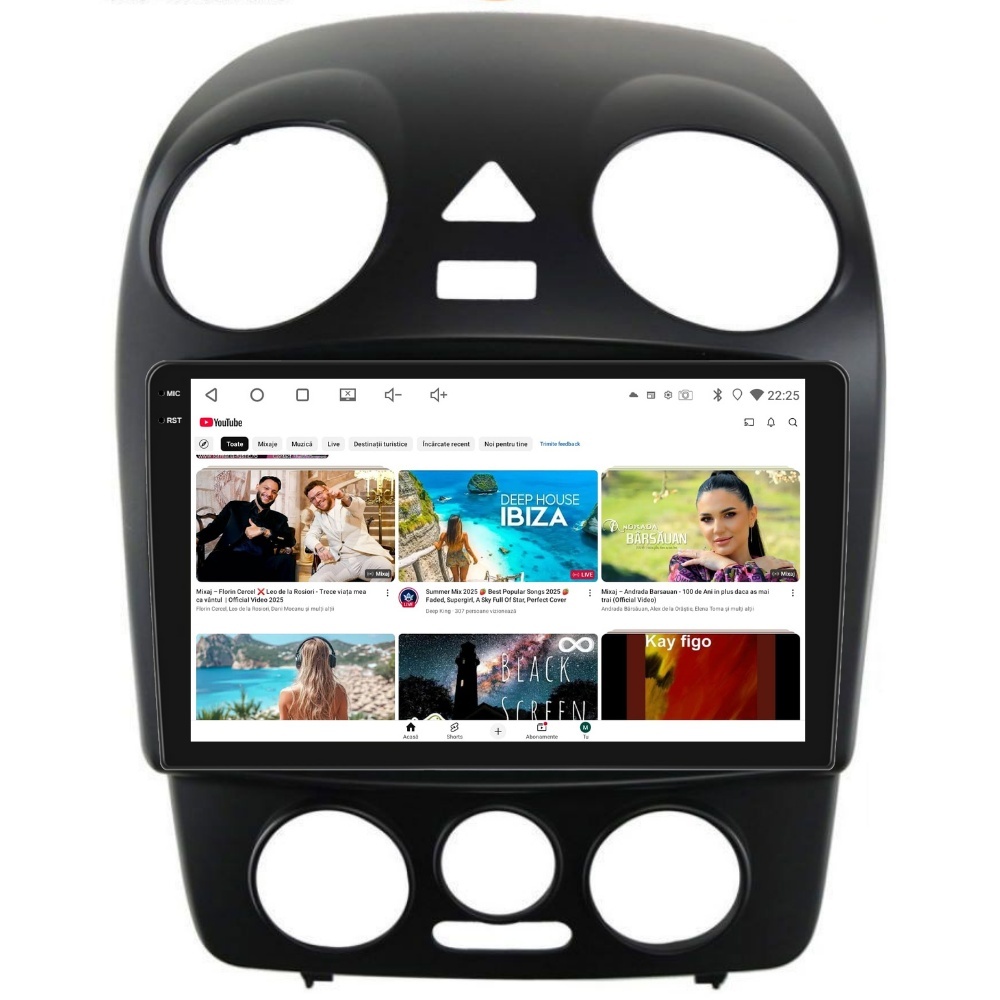 MIC
22:25
RST
YouTube
Toate
Mixaje
Muzică
Live
Destinații turistice
Încărcate recent
Noi pentru tine
Trimite feedback
DEEP HOUSE
IBIZA
BÂRSĂUAN
Mixaj
LIVE
Mixaj
Mixaj – Florin Cercel ❌ Leo de la Rosiori - Trece viața mea
ca vântul | Official Video 2025
Florin Cercel, Leo de la Rosiori, Dani Mocanu și mulți alții
LIVE
Summer Mix 2025 🍓 Best Popular Songs 2025 🍓
Faded, Supergirl, A Sky Full Of Star, Perfect Cover
Deep King · 307 persoane vizionează
Mixaj – Andrada Barsauan - 100 de Ani in plus daca as mai
trai (Official Video)
Andrada Bârsăuan, Alex de la Orăștie, Elena Toma și mulți alții
BLACK
SCREEN
Kay figo
Acasă
Shorts
Abonamente
M
Tu